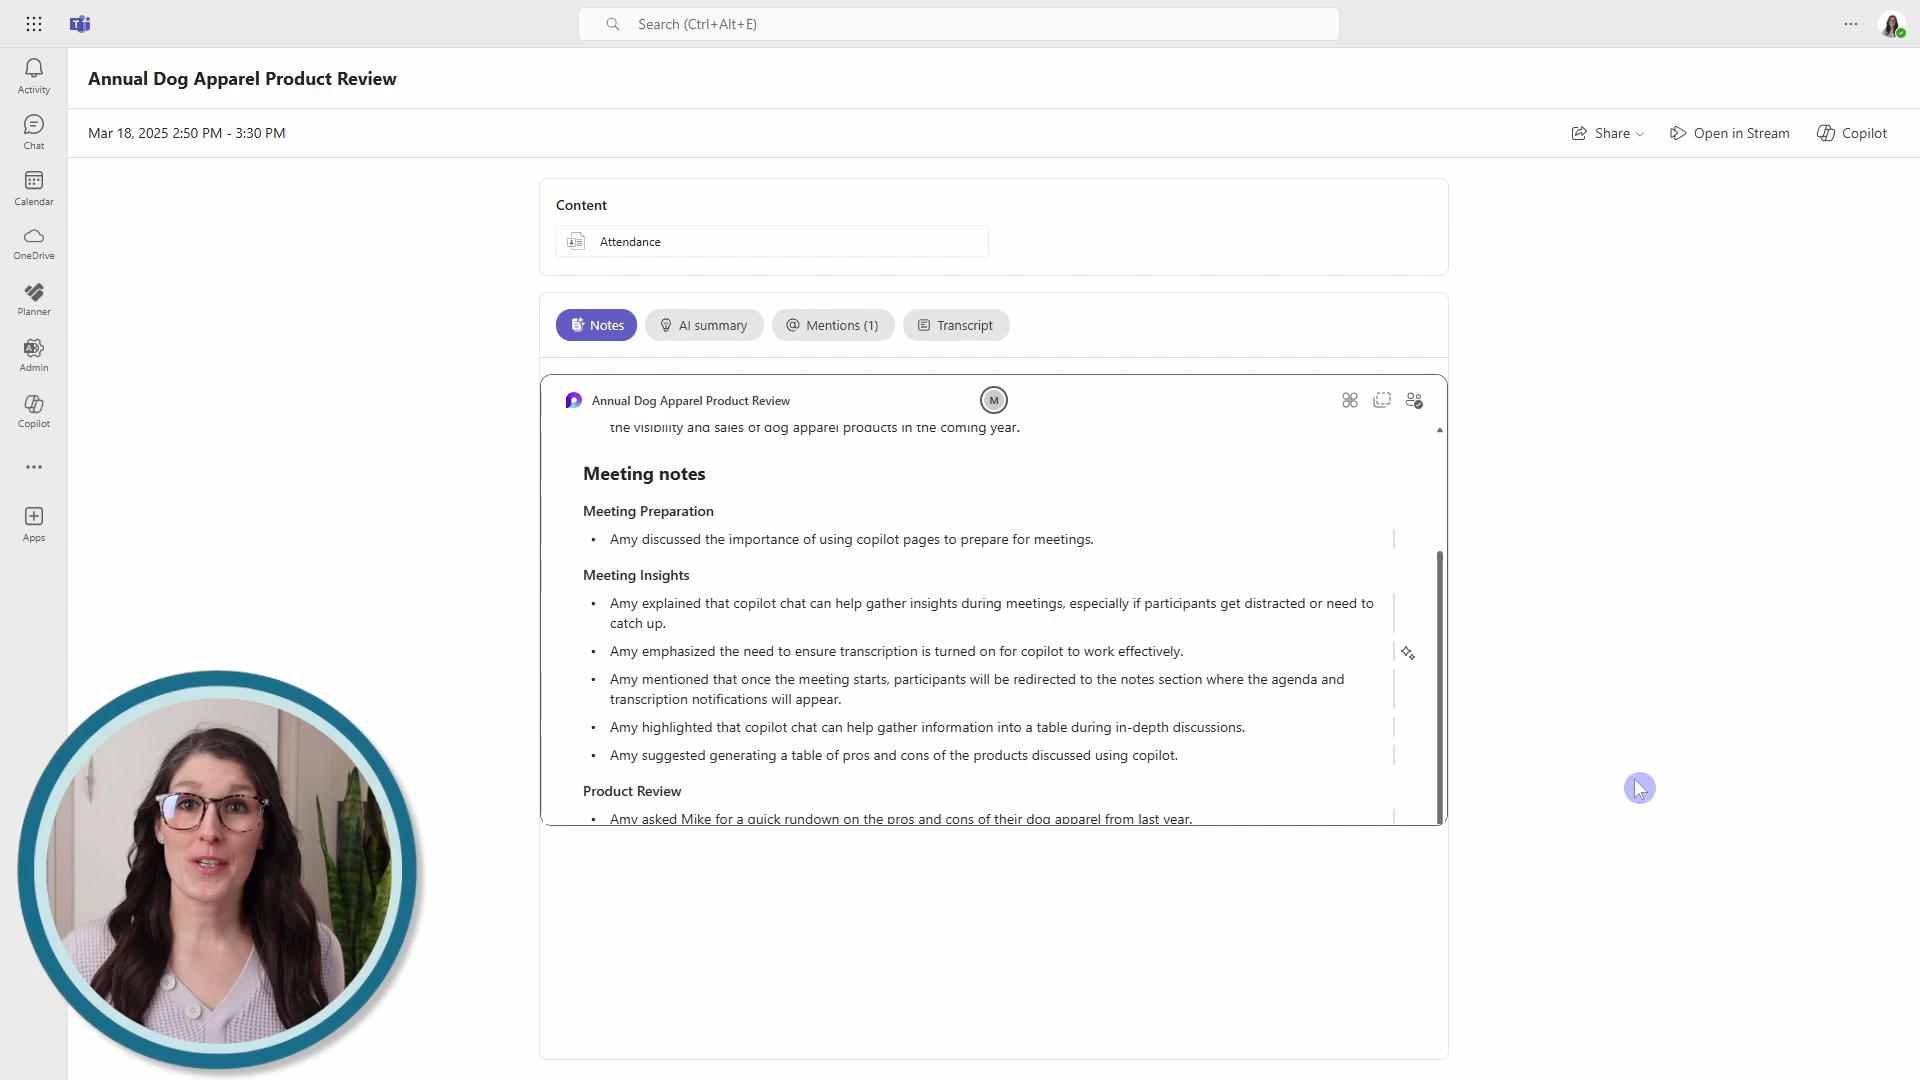 Search (Ctrl+Alt+E)
Activity
Chat
Calendar
OneDrive
Planner
Admin
Copilot
Apps
Annual Dog Apparel Product Review
Mar 18, 2025 2:50 PM - 3:30 PM
Share
Open in Stream
Copilot
Content
Attendance
Notes
AI summary
Mentions (1)
Transcript
Annual Dog Apparel Product Review
M
the visibility and sales of dog apparel products in the coming year.
Meeting notes
Meeting Preparation
• Amy discussed the importance of using copilot pages to prepare for meetings.
Meeting Insights
• Amy explained that copilot chat can help gather insights during meetings, especially if participants get distracted or need to
catch up.
• Amy emphasized the need to ensure transcription is turned on for copilot to work effectively.
• Amy mentioned that once the meeting starts, participants will be redirected to the notes section where the agenda and
transcription notifications will appear.
• Amy highlighted that copilot chat can help gather information into a table during in-depth discussions.
• Amy suggested generating a table of pros and cons of the products discussed using copilot.
Product Review
• Amy asked Mike for a quick rundown on the pros and cons of their dog apparel from last year.